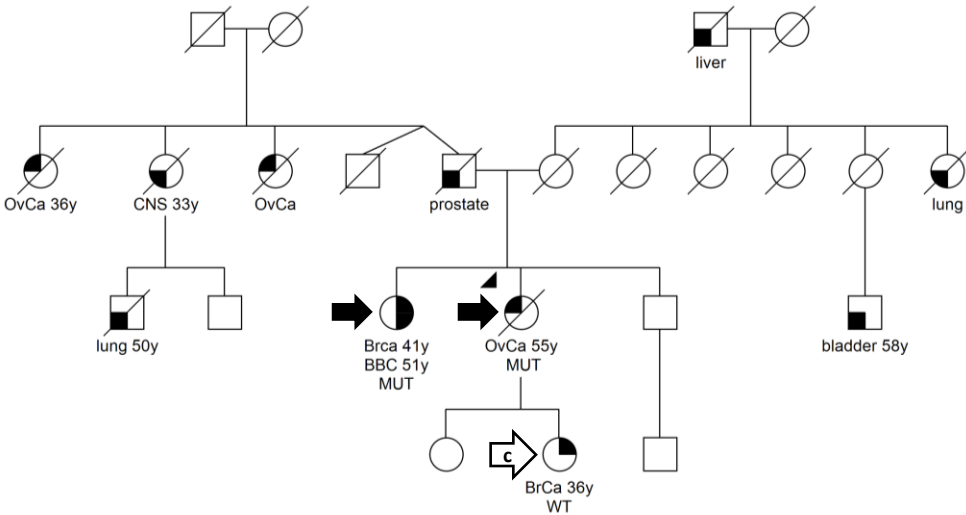 liver
OvCa 36y
CNS 33y
OvCa
prostate
lung
lung 50y
Brca 41y
BBC 51y
MUT
OvCa 55y
MUT
bladder 58y
c
BrCa 36y
WT